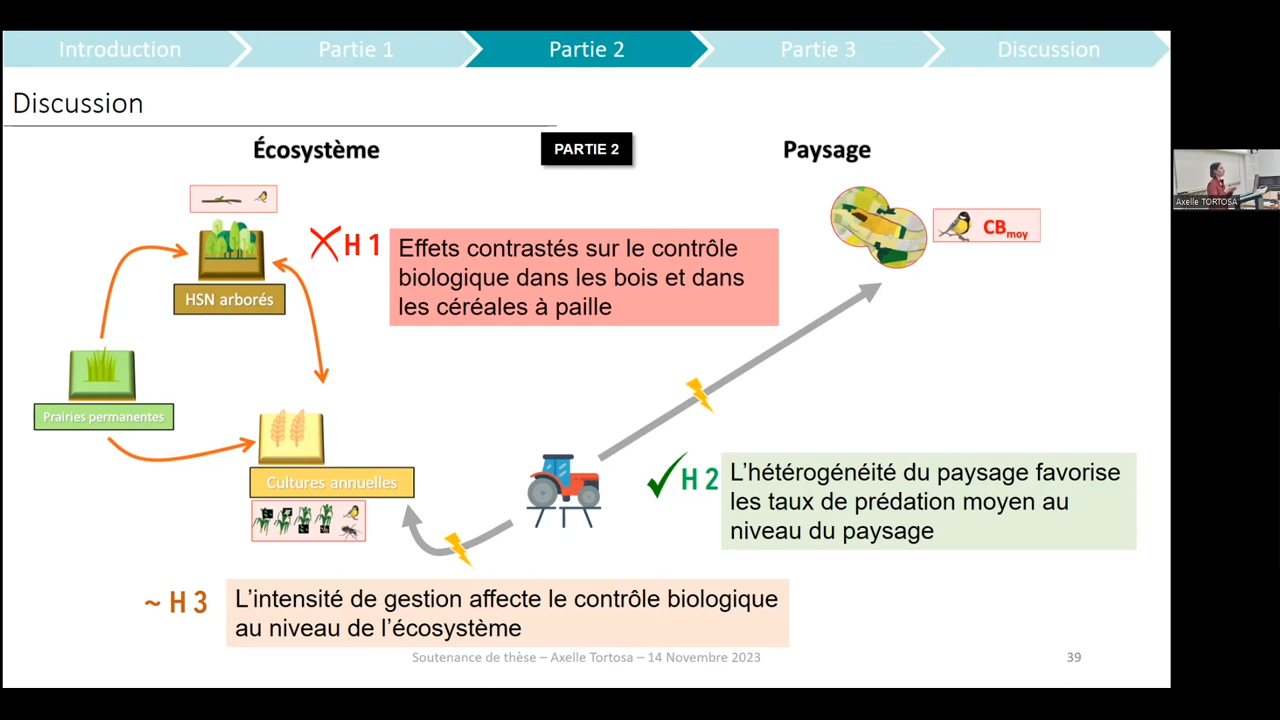 Introduction
Partie 1
Partie 2
Partie 3
Discussion
Discussion
Écosystème
PARTIE 2
Paysage
H 1
Effets contrastés sur le contrôle
biologique dans les bois et dans
les céréales à paille
CBmoy
HSN arborés
Prairies permanentes
Cultures annuelles
H 2
L'hétérogénéité du paysage favorise
les taux de prédation moyen au
niveau du paysage
~ H 3
L'intensité de gestion affecte le contrôle biologique
au niveau de l'écosystème
Soutenance de thèse – Axelle Tortosa – 14 Novembre 2023
39
Axelle TORTOSA